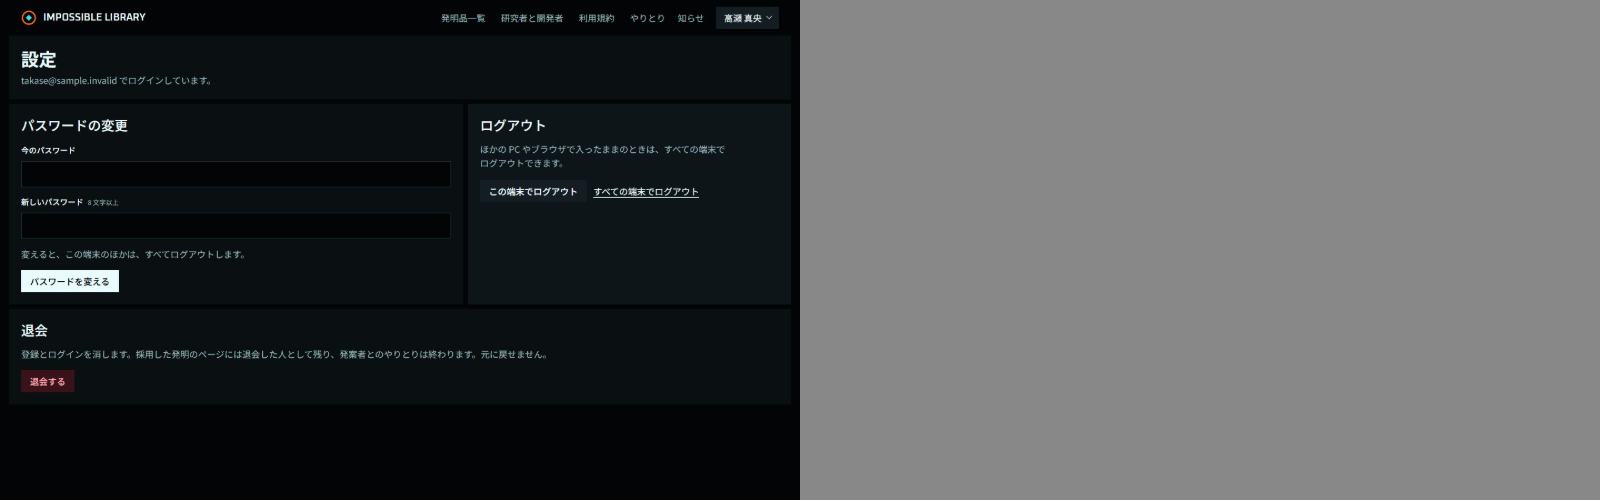 IMPOSSIBLE LIBRARY
発明品一覧 研究者と開発者 利用規約 やりとり 知らせ 髙瀬 真央
設定
takase@sample.invalid でログインしています。
パスワードの変更
今のパスワード
新しいパスワード 8 文字以上
変えると、この端末のほかは、すべてログアウトします。
パスワードを変える
ログアウト
ほかの PC やブラウザで入ったままのときは、すべての端末で
ログアウトできます。
この端末でログアウト すべての端末でログアウト
退会
登録とログインを消します。採用した発明のページには退会した人として残り、発案者とのやりとりは終わります。元に戻せません。
退会する